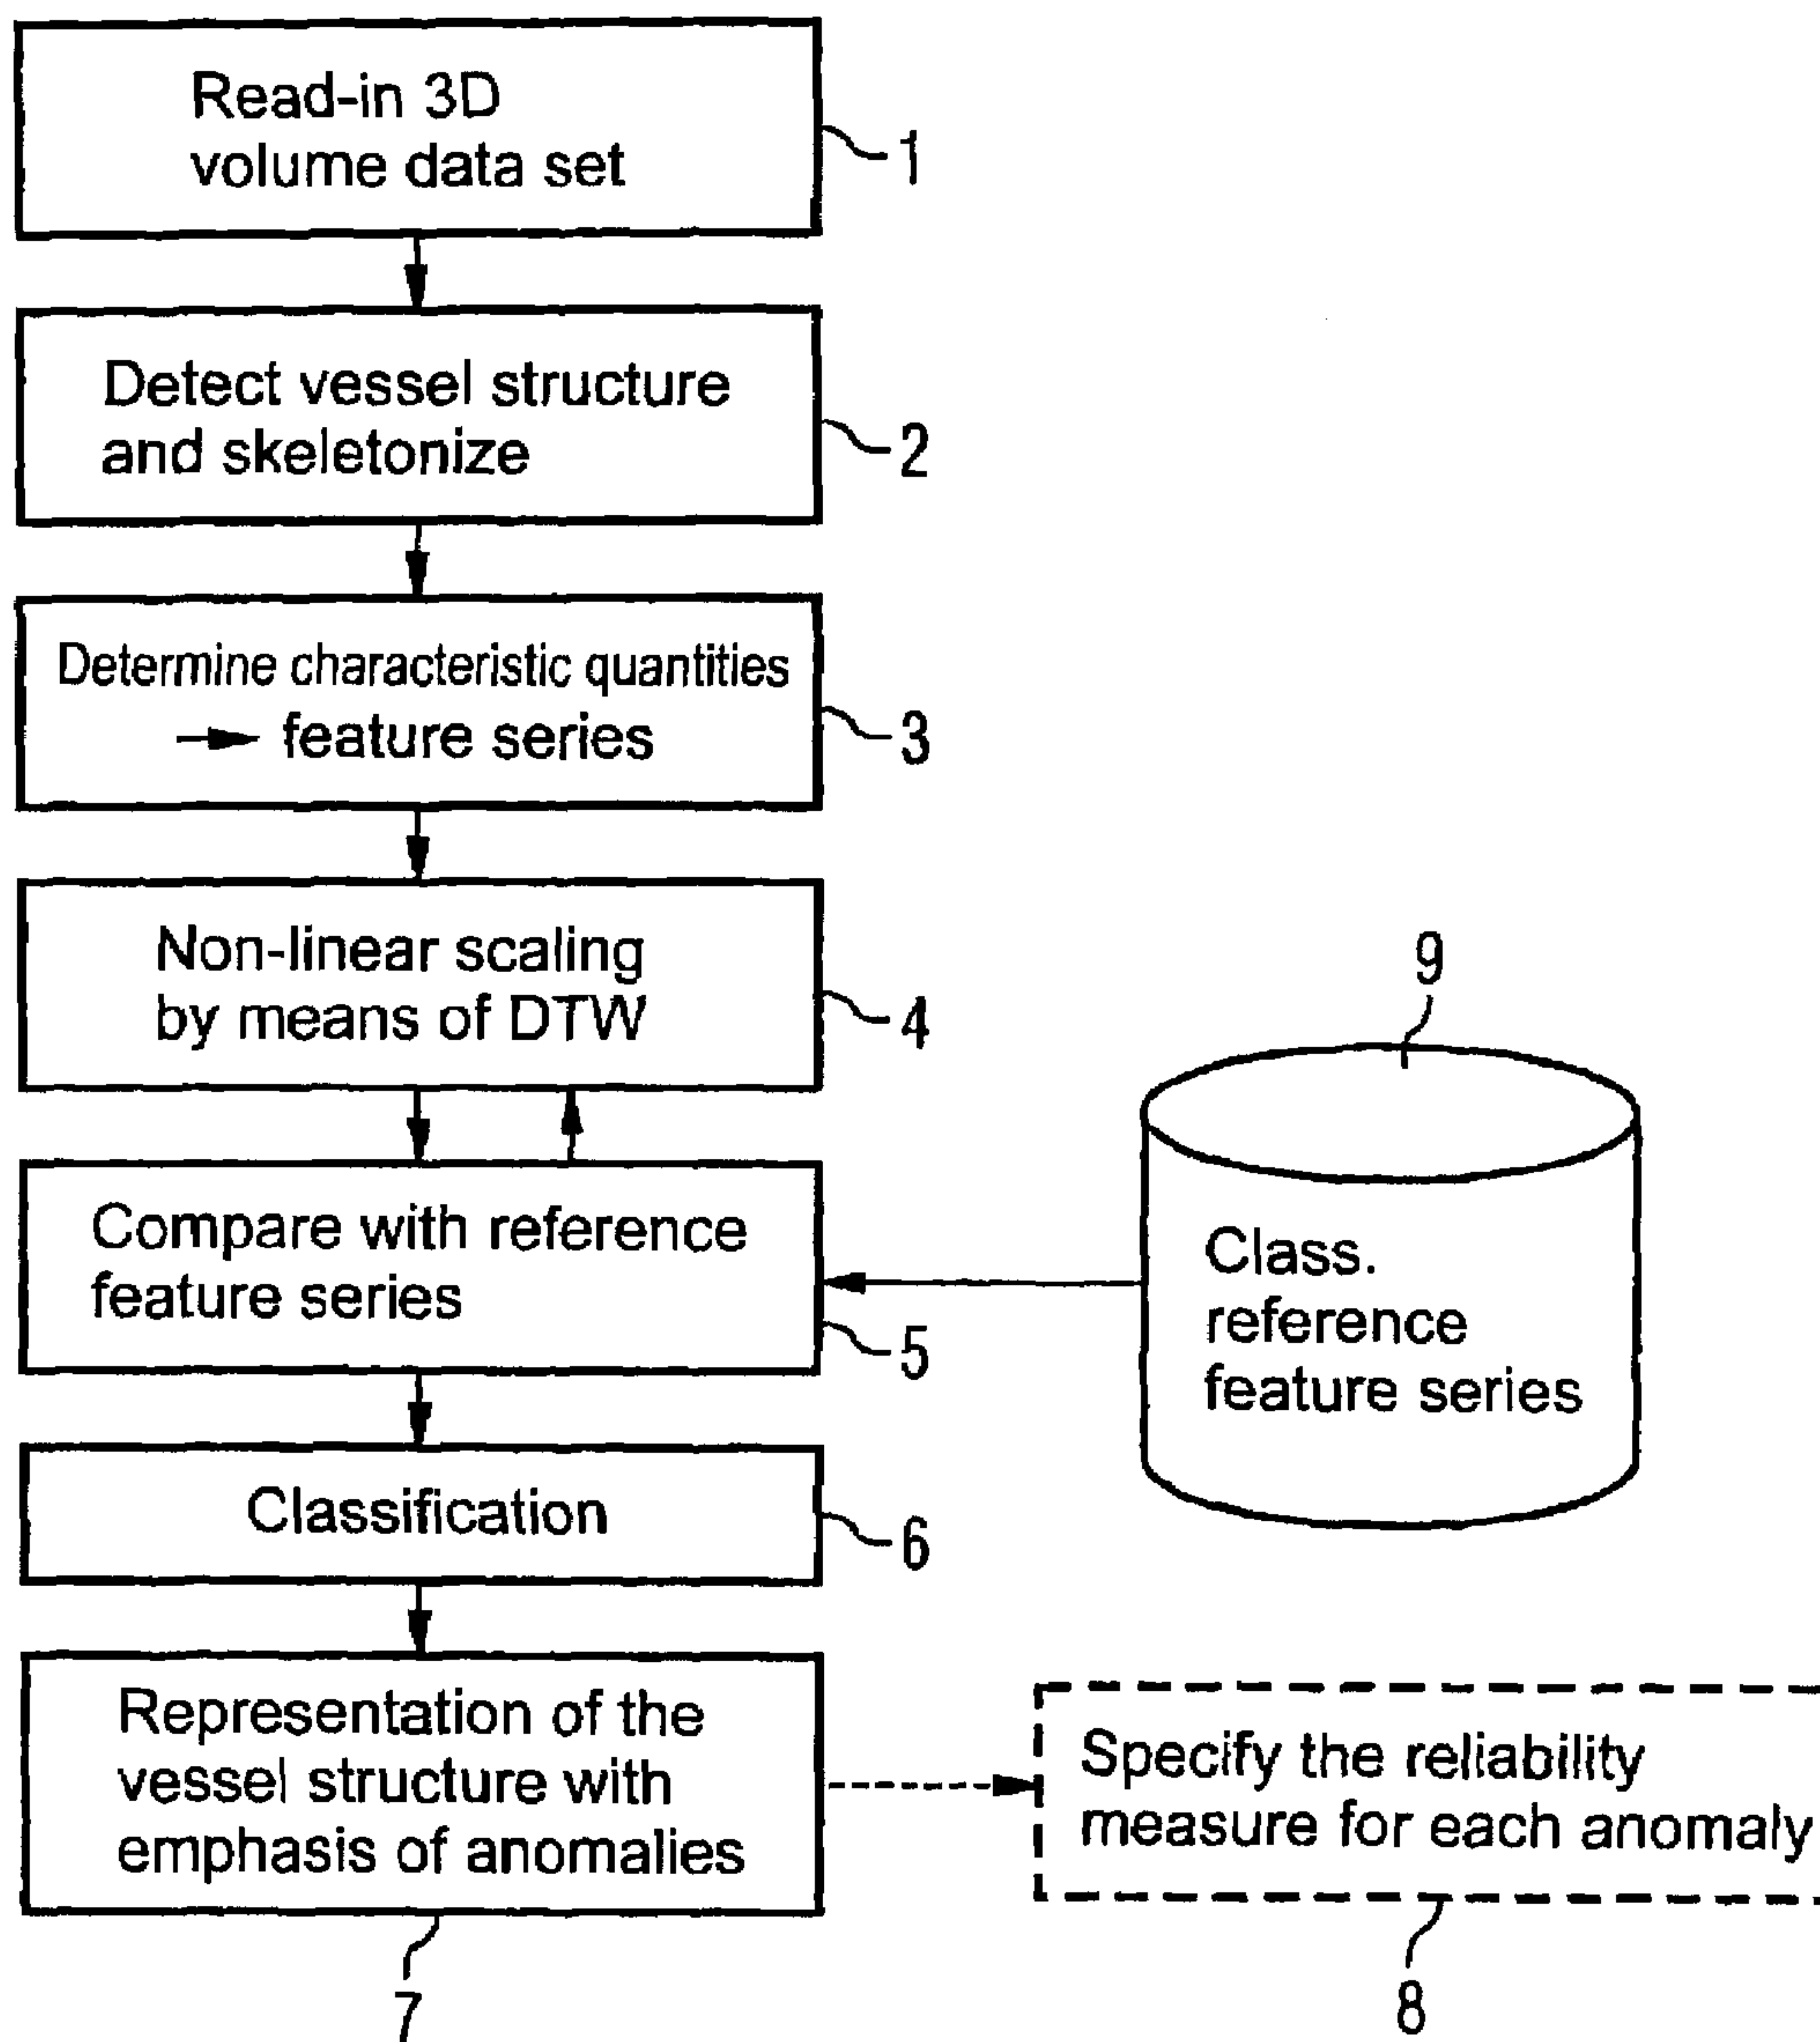 Read-in 3D
volume data set
1
Detect vessel structure
and skeletonize
2
Determine characteristic quantities
feature series
3
Non-linear scaling
by means of DTW
4
Compare with reference
feature series
5
9
Class.
reference
feature series
Classification
6
Representation of the
vessel structure with
emphasis of anomalies
7
Specify the reliability
measure for each anomaly
8